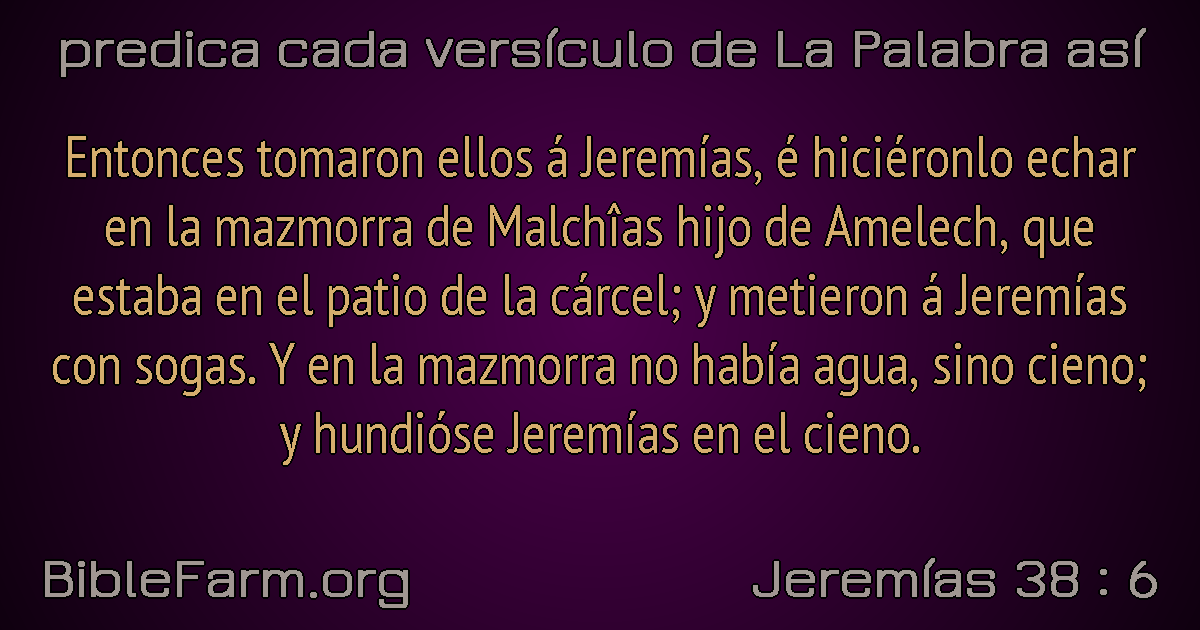 predica cada versículo de La Palabra así
Entonces tomaron ellos á Jeremías, é hiciéronlo echar
en la mazmorra de Malchîas hijo de Amelech, que
estaba en el patio de la cárcel; y metieron á Jeremías
con sogas. Y en la mazmorra no había agua, sino cieno;
y hundióse Jeremías en el cieno.
BibleFarm.org
Jeremías 38 : 6